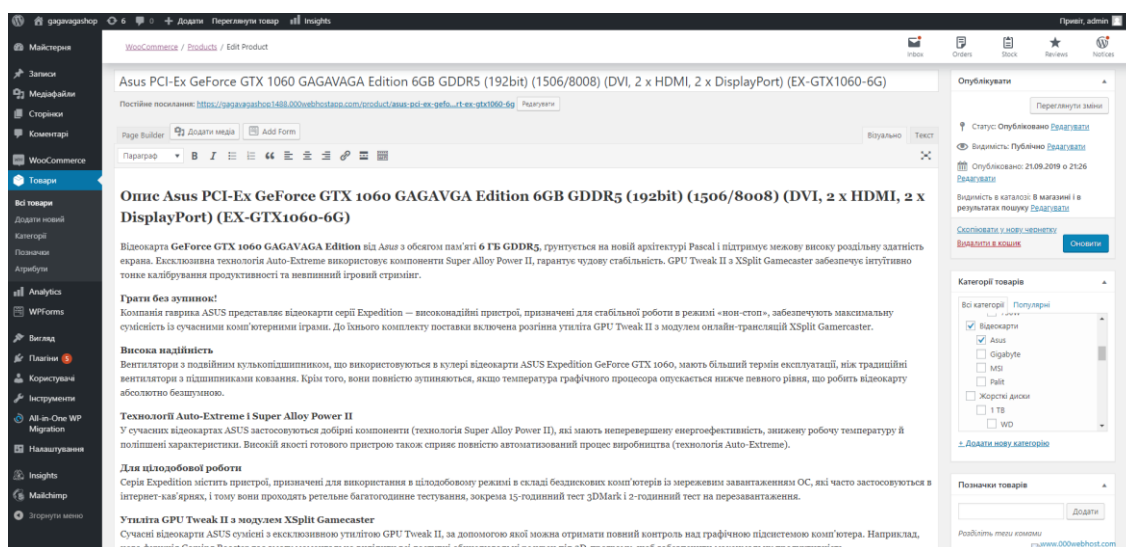 gagavagashop 6 0 + Додати Переглянути товар Insights Привіт, admin
Майстерня
Записи
Медіафайли
Сторінки
Коментарі
WooCommerce
Товари
Всі товари
Додати новий
Категорії
Позначки
Атрибути
Analytics
WPForms
Вигляд
Плагіни 5
Користувачі
Інструменти
All-in-One WP
Migration
Налаштування
Insights
Mailchimp
Згорнути меню
WooCommerce / Products / Edit Product
Inbox Orders Stock Reviews Notices
Asus PCI-Ex GeForce GTX 1060 GAGAVAGA Edition 6GB GDDR5 (192bit) (1506/8008) (DVI, 2 x HDMI, 2 x DisplayPort) (EX-GTX1060-6G)
Постійне посилання: https://gagavagashop1488.000webhostapp.com/product/asus-pci-ex-gefo...rt-ex-gtx1060-6g Редагувати
Page Builder Додати медіа Add Form Візуально Текст
Параграф B I
Опис Asus PCI-Ex GeForce GTX 1060 GAGAVGA Edition 6GB GDDR5 (192bit) (1506/8008) (DVI, 2 x HDMI, 2 x
DisplayPort) (EX-GTX1060-6G)
Відеокарта GeForce GTX 1060 GAGAVAGA Edition від Asus з обсягом пам'яті 6 ГБ GDDR5, ґрунтується на новій архітектурі Pascal і підтримує межову високу роздільну здатність
екрана. Ексклюзивна технологія Auto-Extreme використовує компоненти Super Alloy Power II, гарантує чудову стабільність. GPU Tweak II з XSplit Gamecaster забезпечує інтуїтивно
тонке калібрування продуктивності та невпинний ігровий стримінг.
Грати без зупинок!
Компанія гаврика ASUS представляє відеокарти серії Expedition — високонадійні пристрої, призначені для стабільної роботи в режимі «нон-стоп», забезпечують максимальну
сумісність із сучасними комп'ютерними іграми. До їхнього комплекту поставки включена розгінна утиліта GPU Tweak II з модулем онлайн-трансляцій XSplit Gamercaster.
Висока надійність
Вентилятори з подвійним кулькопідшипником, що використовуються в кулері відеокарти ASUS Expedition GeForce GTX 1060, мають більший термін експлуатації, ніж традиційні
вентилятори з підшипниками ковзання. Крім того, вони повністю зупиняються, якщо температура графічного процесора опускається нижче певного рівня, що робить відеокарту
абсолютно безшумною.
Технології Auto-Extreme і Super Alloy Power II
У сучасних відеокартах ASUS застосовуються добірні компоненти (технологія Super Alloy Power II), які мають неперевершену енергоефективність, знижену робочу температуру й
поліпшені характеристики. Високій якості готового пристрою також сприяє повністю автоматизований процес виробництва (технологія Auto-Extreme).
Для цілодобової роботи
Серія Expedition містить пристрої, призначені для використання в цілодобовому режимі в складі бездискових комп'ютерів із мережевим завантаженням ОС, які часто застосовуються в
інтернет-кав'ярнях, і тому вони проходять ретельне багатогодинне тестування, зокрема 15-годинний тест 3DMark і 2-годинний тест на перезавантаження.
Утиліта GPU Tweak II з модулем XSplit Gamecaster
Сучасні відеокарти ASUS сумісні з ексклюзивною утилітою GPU Tweak II, за допомогою якої можна отримати повний контроль над графічною підсистемою комп'ютера. Наприклад,
Опублікувати
Переглянути зміни
Статус: Опубліковано Редагувати
Видимість: Публічно Редагувати
Опубліковано: 21.09.2019 о 21:26
Редагувати
Видимість в каталозі: В магазині і в
результатах пошуку Редагувати
Скопіювати у нову чернетку
Видалити в кошик Оновити
Категорії товарів
Всі категорії Популярні
Відеокарти
Asus
Gigabyte
MSI
Palit
Жорсткі диски
1 TB
WD
+ Додати нову категорію
Позначки товарів
Додати
Розділіть теги комами
www.000webhost.com